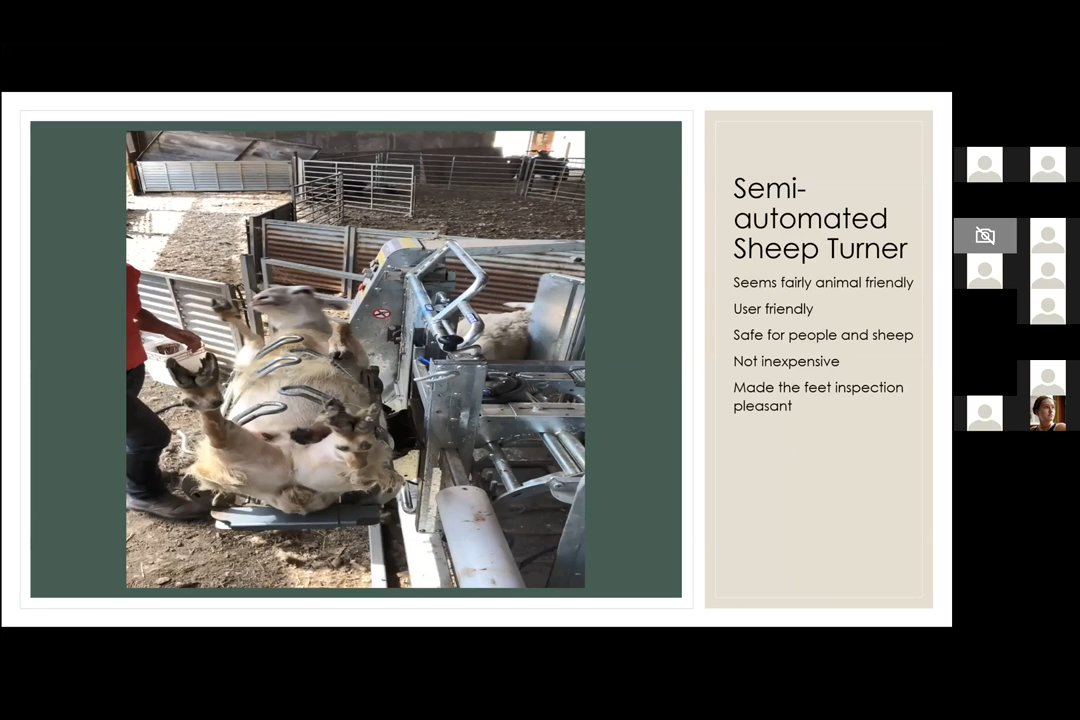 Semi-
automated
Sheep Turner
Seems fairly animal friendly
User friendly
Safe for people and sheep
Not inexpensive
Made the feet inspection
pleasant